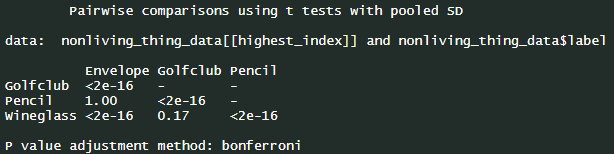 Pairwise comparisons using t tests with pooled SD
data:  nonliving_thing_data[[highest_index]] and nonliving_thing_data$label
          Envelope Golfclub Pencil
Golfclub  <2e-16   -        -
Pencil    1.00     <2e-16   -
Wineglass <2e-16   0.17     <2e-16
P value adjustment method: bonferroni